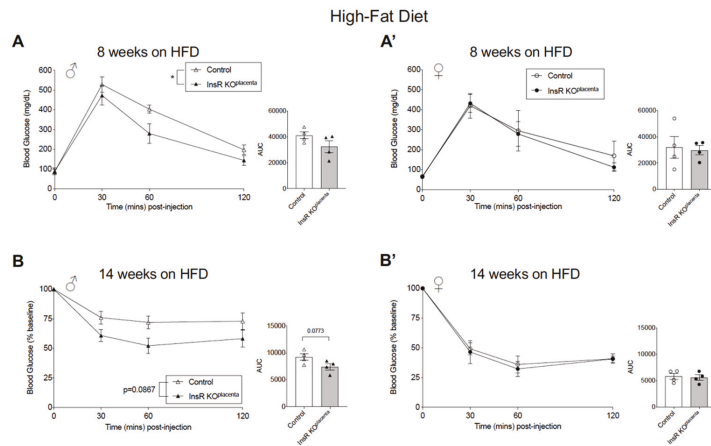 High-Fat Diet
A
♂
8 weeks on HFD
Control
InsR KOplacenta
*
Blood Glucose (mg/dL)
600
500
400
300
200
100
0
0 30 60 120
Time (mins) post-injection
AUC
60000
40000
20000
0
Control
InsR KOplacenta
A'
♀
8 weeks on HFD
Control
InsR KOplacenta
Blood Glucose (mg/dL)
600
500
400
300
200
100
0
0 30 60 120
Time (mins) post-injection
AUC
60000
40000
20000
0
Control
InsR KOplacenta
B
♂
14 weeks on HFD
Blood Glucose (% baseline)
100
75
50
25
0
p=0.0867
Control
InsR KOplacenta
0 30 60 120
Time (mins) post-injection
0.0773
AUC
15000
10000
5000
0
Control
InsR KOplacenta
B'
♀
14 weeks on HFD
Blood Glucose (% baseline)
100
75
50
25
0
0 30 60 120
Time (mins) post-injection
AUC
15000
10000
5000
0
Control
InsR KOplacenta